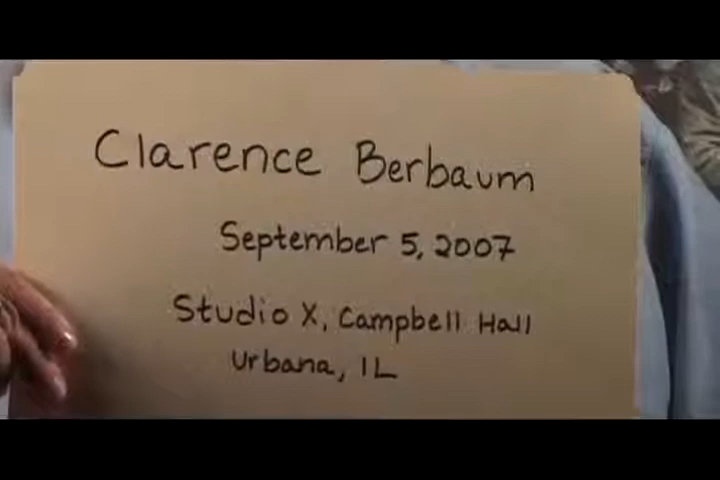 Clarence Berbaum
September 5, 2007
Studio X, Campbell Hall
Urbana, IL